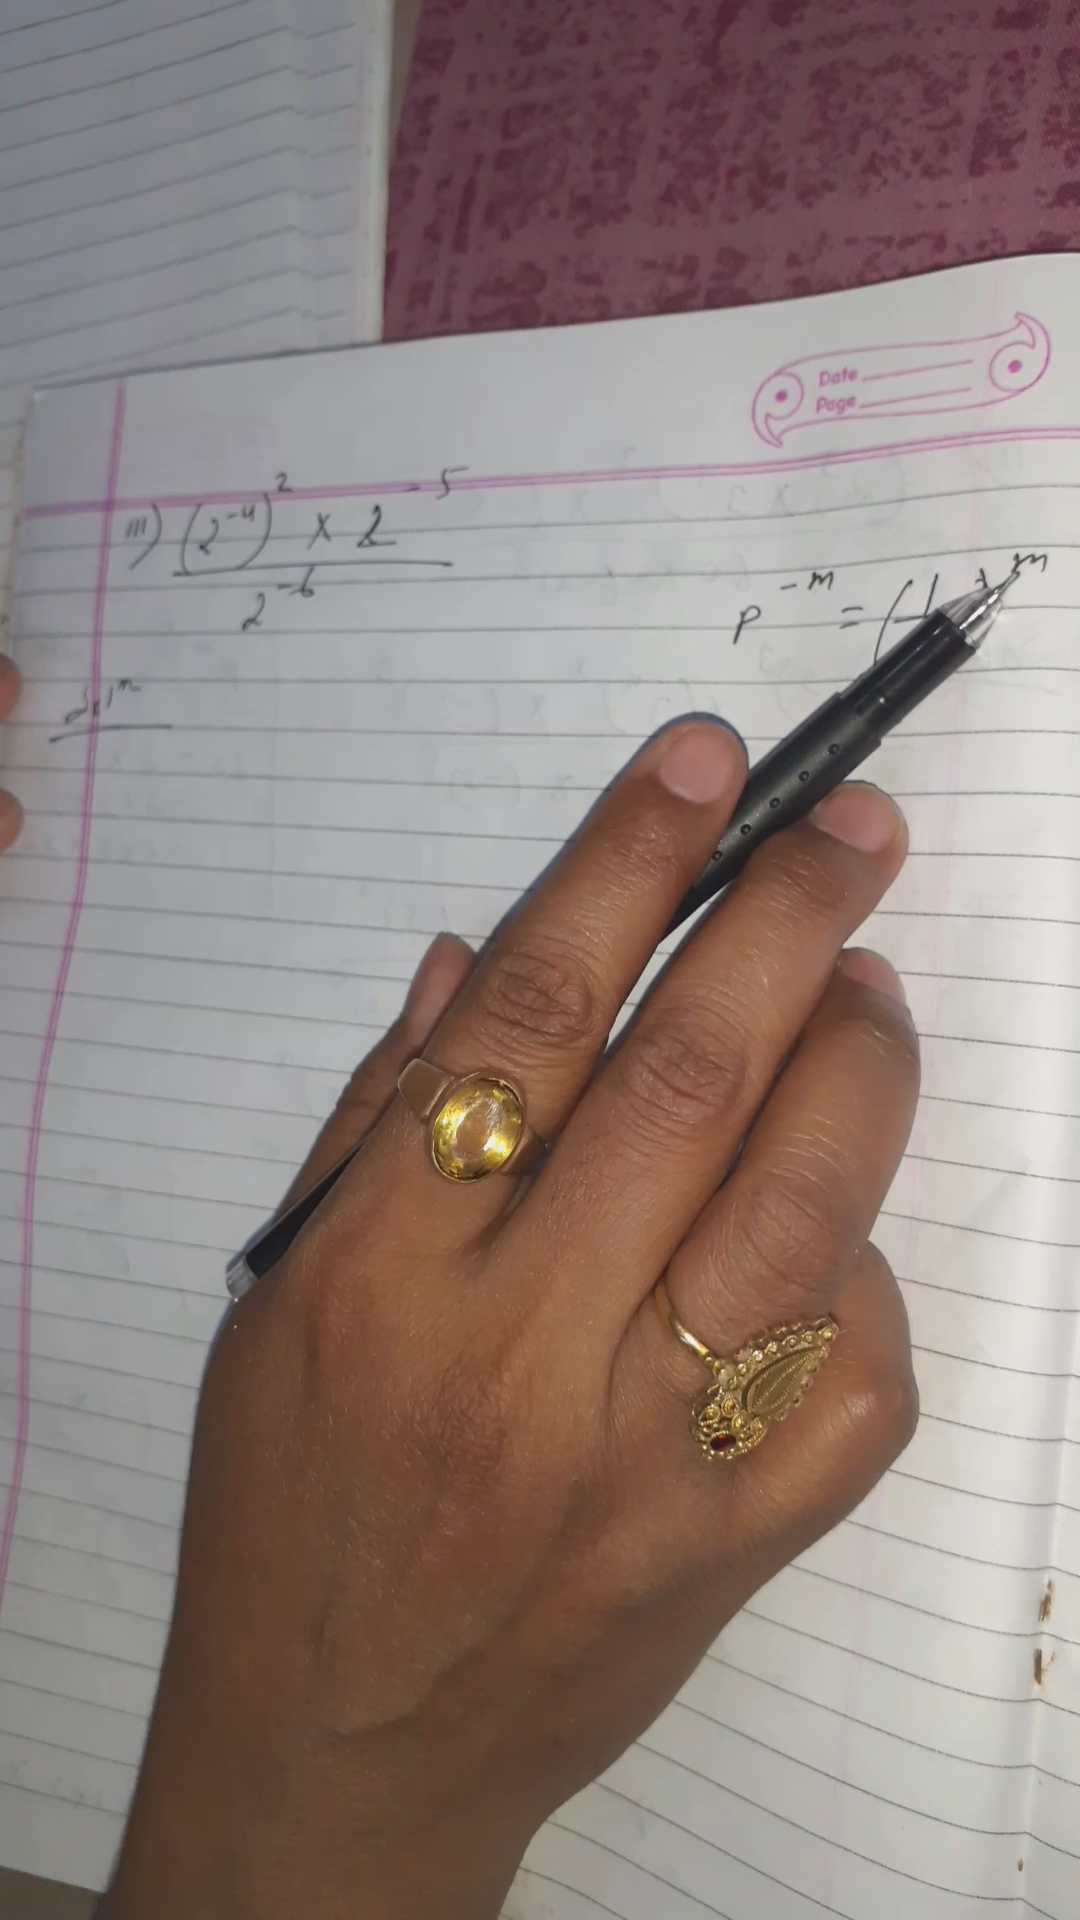 Date
Page
III) (2^-4)^2 × 2^-5
2^-6
p^-m = (1 )^m
Sol^n